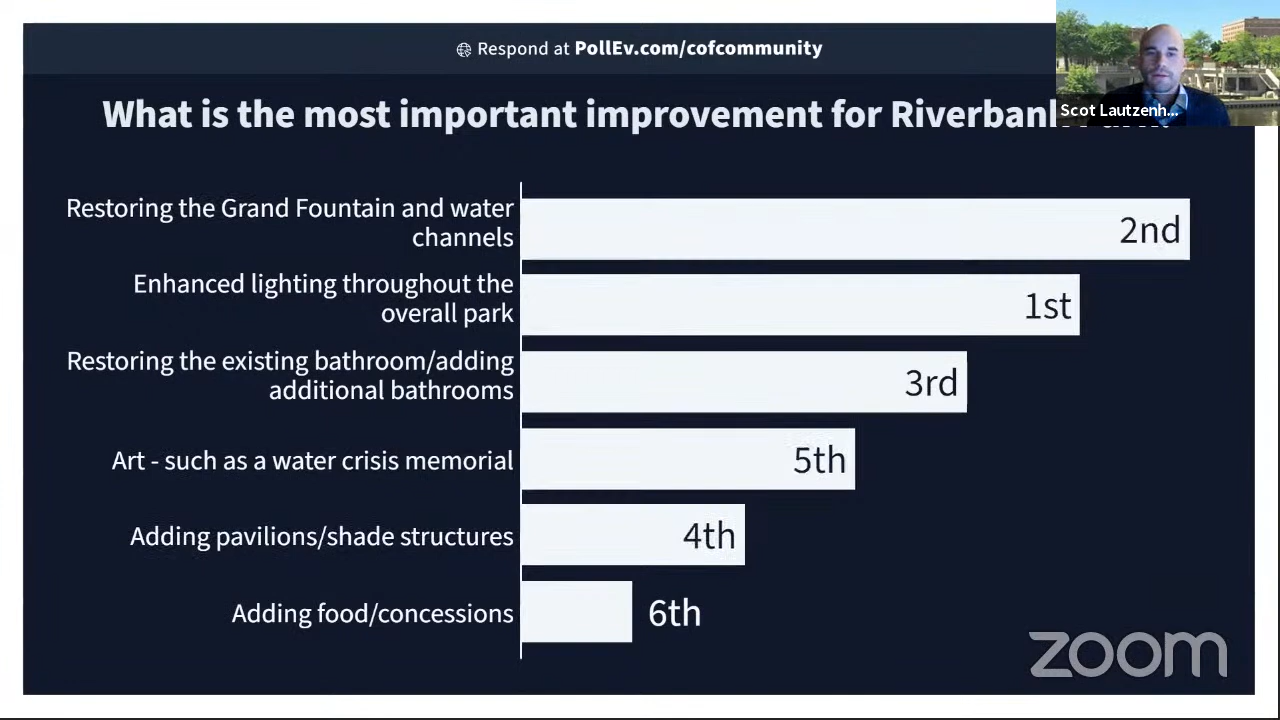 Respond at PollEv.com/cofcommunity
What is the most important improvement for Riverbank
Scot Lautzenh...
Restoring the Grand Fountain and water
channels
2nd
Enhanced lighting throughout the
overall park
1st
Restoring the existing bathroom/adding
additional bathrooms
3rd
Art - such as a water crisis memorial
5th
Adding pavilions/shade structures
4th
Adding food/concessions
6th
zoom